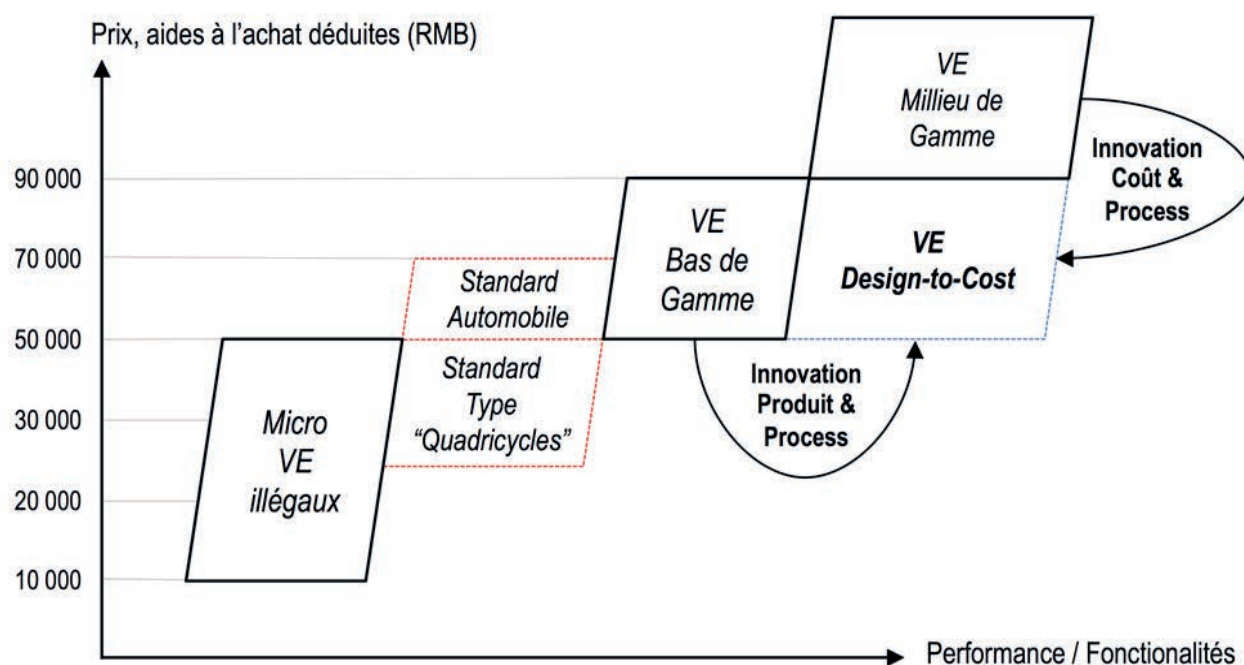 Prix, aides à l’achat déduites (RMB)
VE
Millieu de
Gamme
Innovation
Coût &
Process
90 000
70 000
50 000
30 000
20 000
10 000
VE
Bas de
Gamme
VE
Design-to-Cost
Standard
Automobile
Standard
Type
“Quadricycles”
Innovation
Produit &
Process
Micro
VE
illégaux
Performance / Fonctionalités